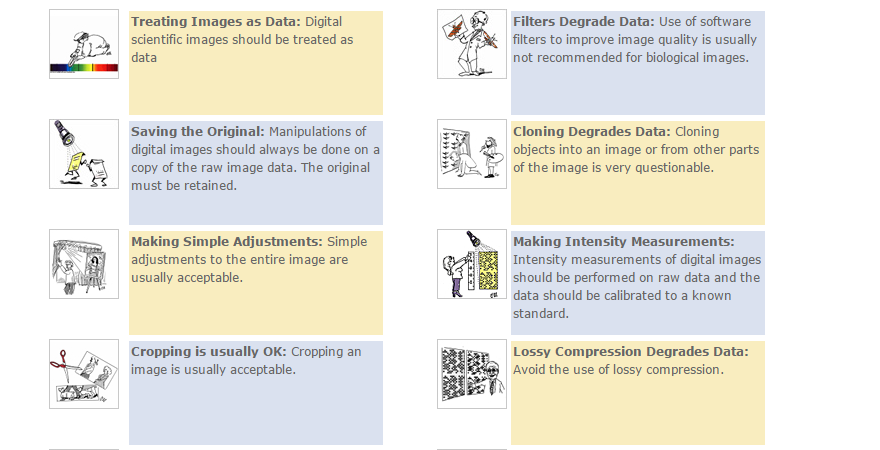 Treating Images as Data: Digital
scientific images should be treated as
data
Filters Degrade Data: Use of software
filters to improve image quality is usually
not recommended for biological images.
Saving the Original: Manipulations of
digital images should always be done on a
copy of the raw image data. The original
must be retained.
Cloning Degrades Data: Cloning
objects into an image or from other parts
of the image is very questionable.
Making Simple Adjustments: Simple
adjustments to the entire image are
usually acceptable.
Making Intensity Measurements:
Intensity measurements of digital images
should be performed on raw data and the
data should be calibrated to a known
standard.
Cropping is usually OK: Cropping an
image is usually acceptable.
Lossy Compression Degrades Data:
Avoid the use of lossy compression.